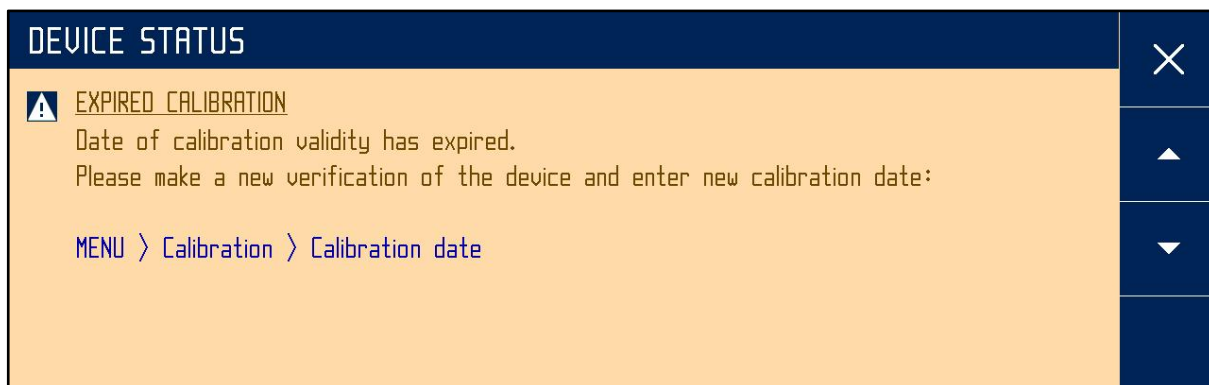 DEVICE STATUS
EXPIRED CALIBRATION
Date of calibration validity has expired.
Please make a new verification of the device and enter new calibration date:
MENU > Calibration > Calibration date